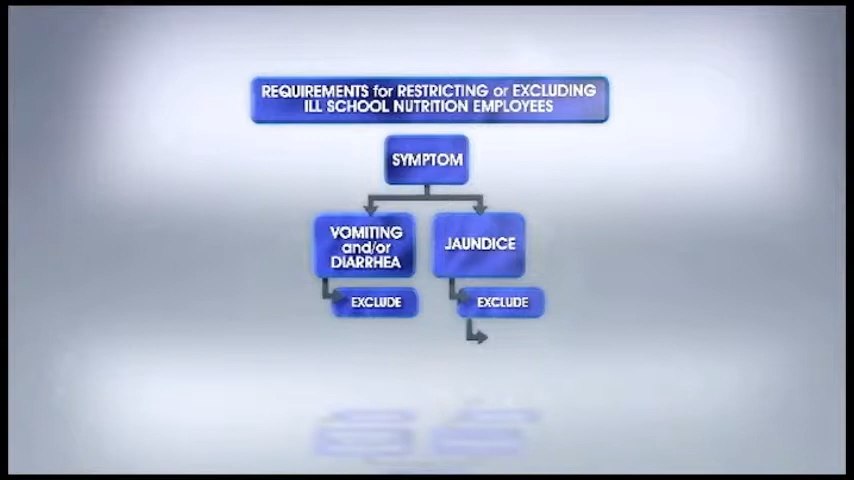 REQUIREMENTS for RESTRICTING or EXCLUDING
ILL SCHOOL NUTRITION EMPLOYEES
SYMPTOM
VOMITING
and/or
DIARRHEA
JAUNDICE
EXCLUDE
EXCLUDE